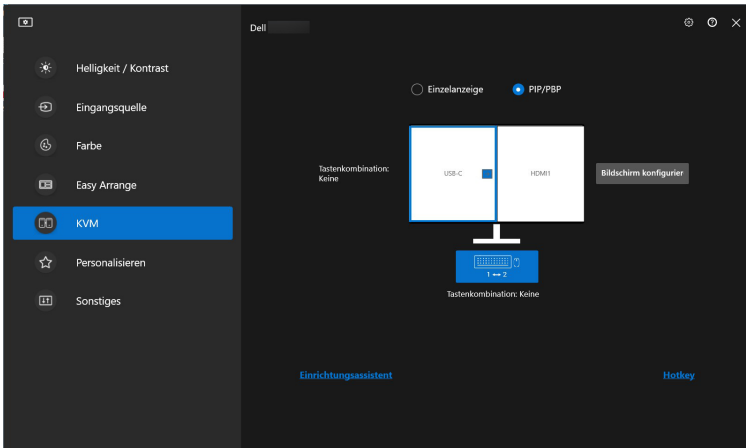 Dell
Helligkeit / Kontrast
Eingangsquelle
Farbe
Easy Arrange
KVM
Personalisieren
Sonstiges
Einzelanzeige
PIP/PBP
Tastenkombination:
Keine
USB-C
HDMI1
Bildschirm konfigurier
1 ↔ 2
Tastenkombination: Keine
Einrichtungsassistent
Hotkey